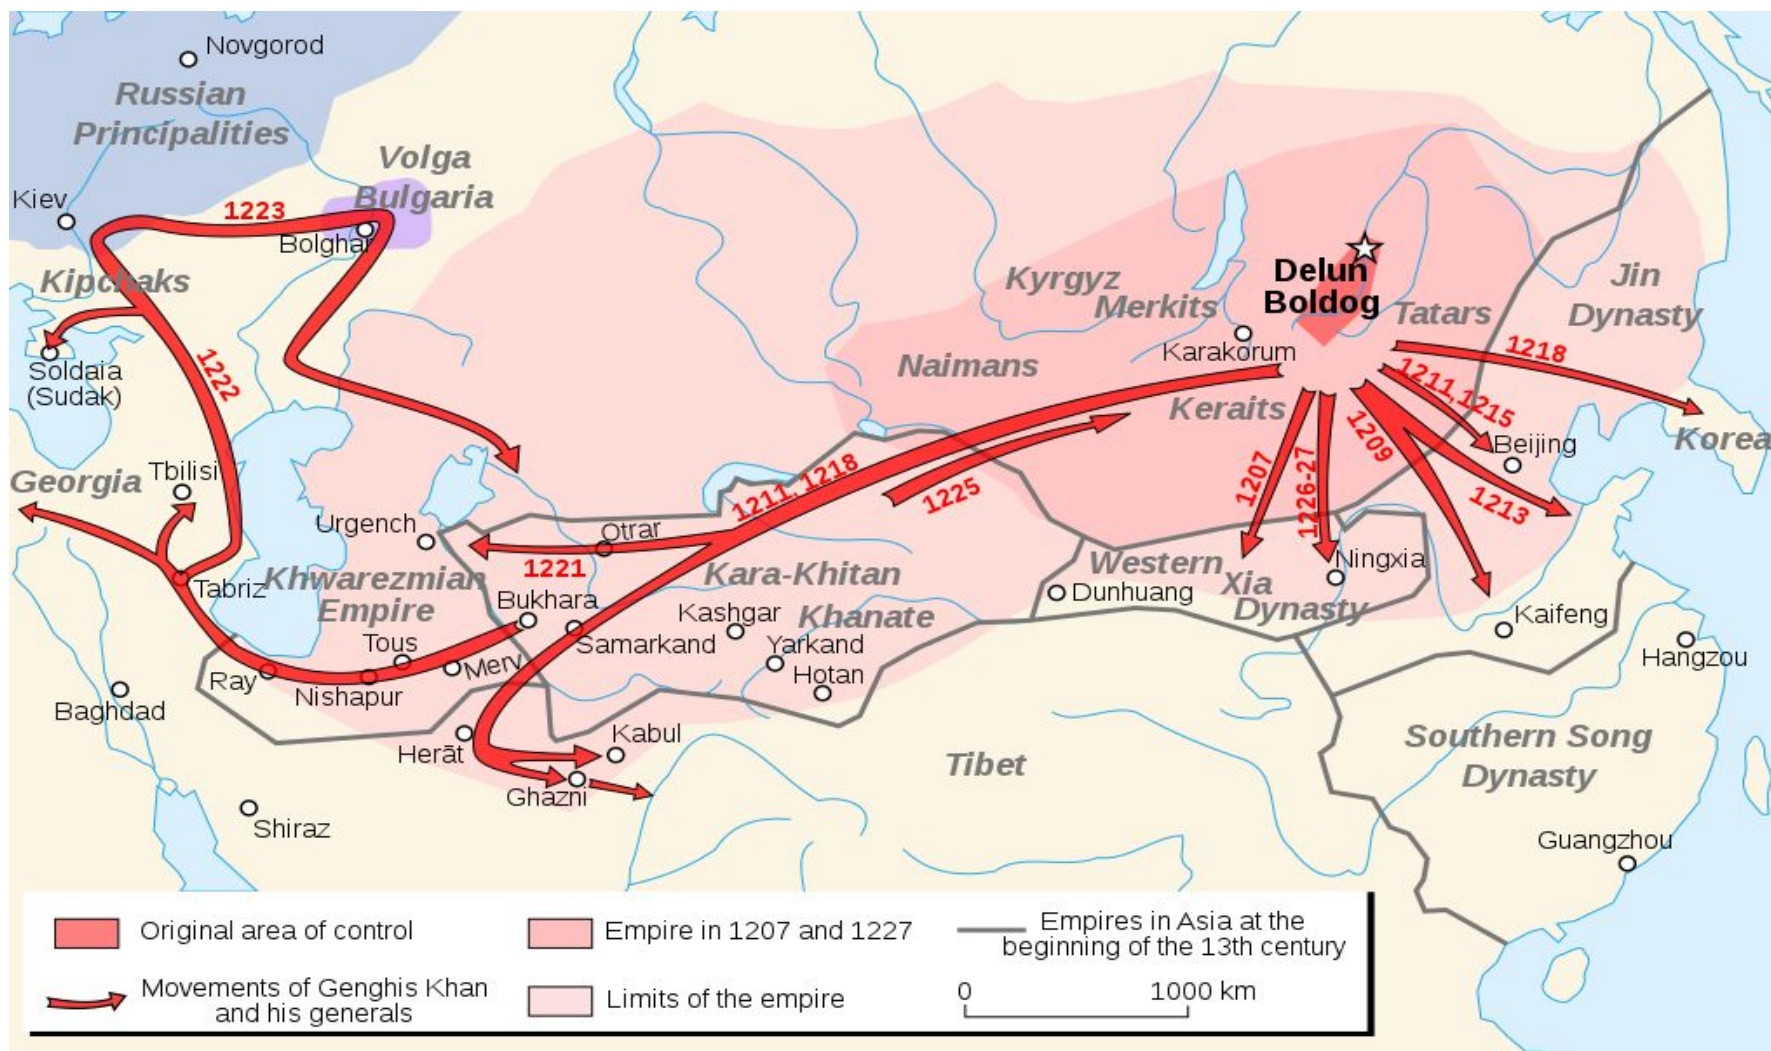 Novgorod
Russian
Principalities
Volga
Bulgaria
Kiev
1223
Bolghar
Kipchaks
Soldaia
(Sudak)
1222
Georgia
Tbilisi
Tabriz
Urgench
Khwarezmian
Empire
Otrar
1221
Bukhara
Samarkand
Tous
Merv
Ray
Nishapur
Baghdad
Herāt
Kabul
Ghazni
Shiraz
Kara-Khitan
Khanate
Kashgar
Yarkand
Hotan
1211, 1218
1225
Naimans
Kyrgyz
Merkits
Karakorum
Keraits
Delun
Boldog
Tatars
Jin
Dynasty
1218
1211,1215
1209
1207
1226-27
1213
Beijing
Korea
Western
Xia
Dynasty
Ningxia
Dunhuang
Kaifeng
Hangzou
Tibet
Southern Song
Dynasty
Guangzhou
Original area of control
Movements of Genghis Khan
and his generals
Empire in 1207 and 1227
Limits of the empire
Empires in Asia at the
beginning of the 13th century
0
1000 km